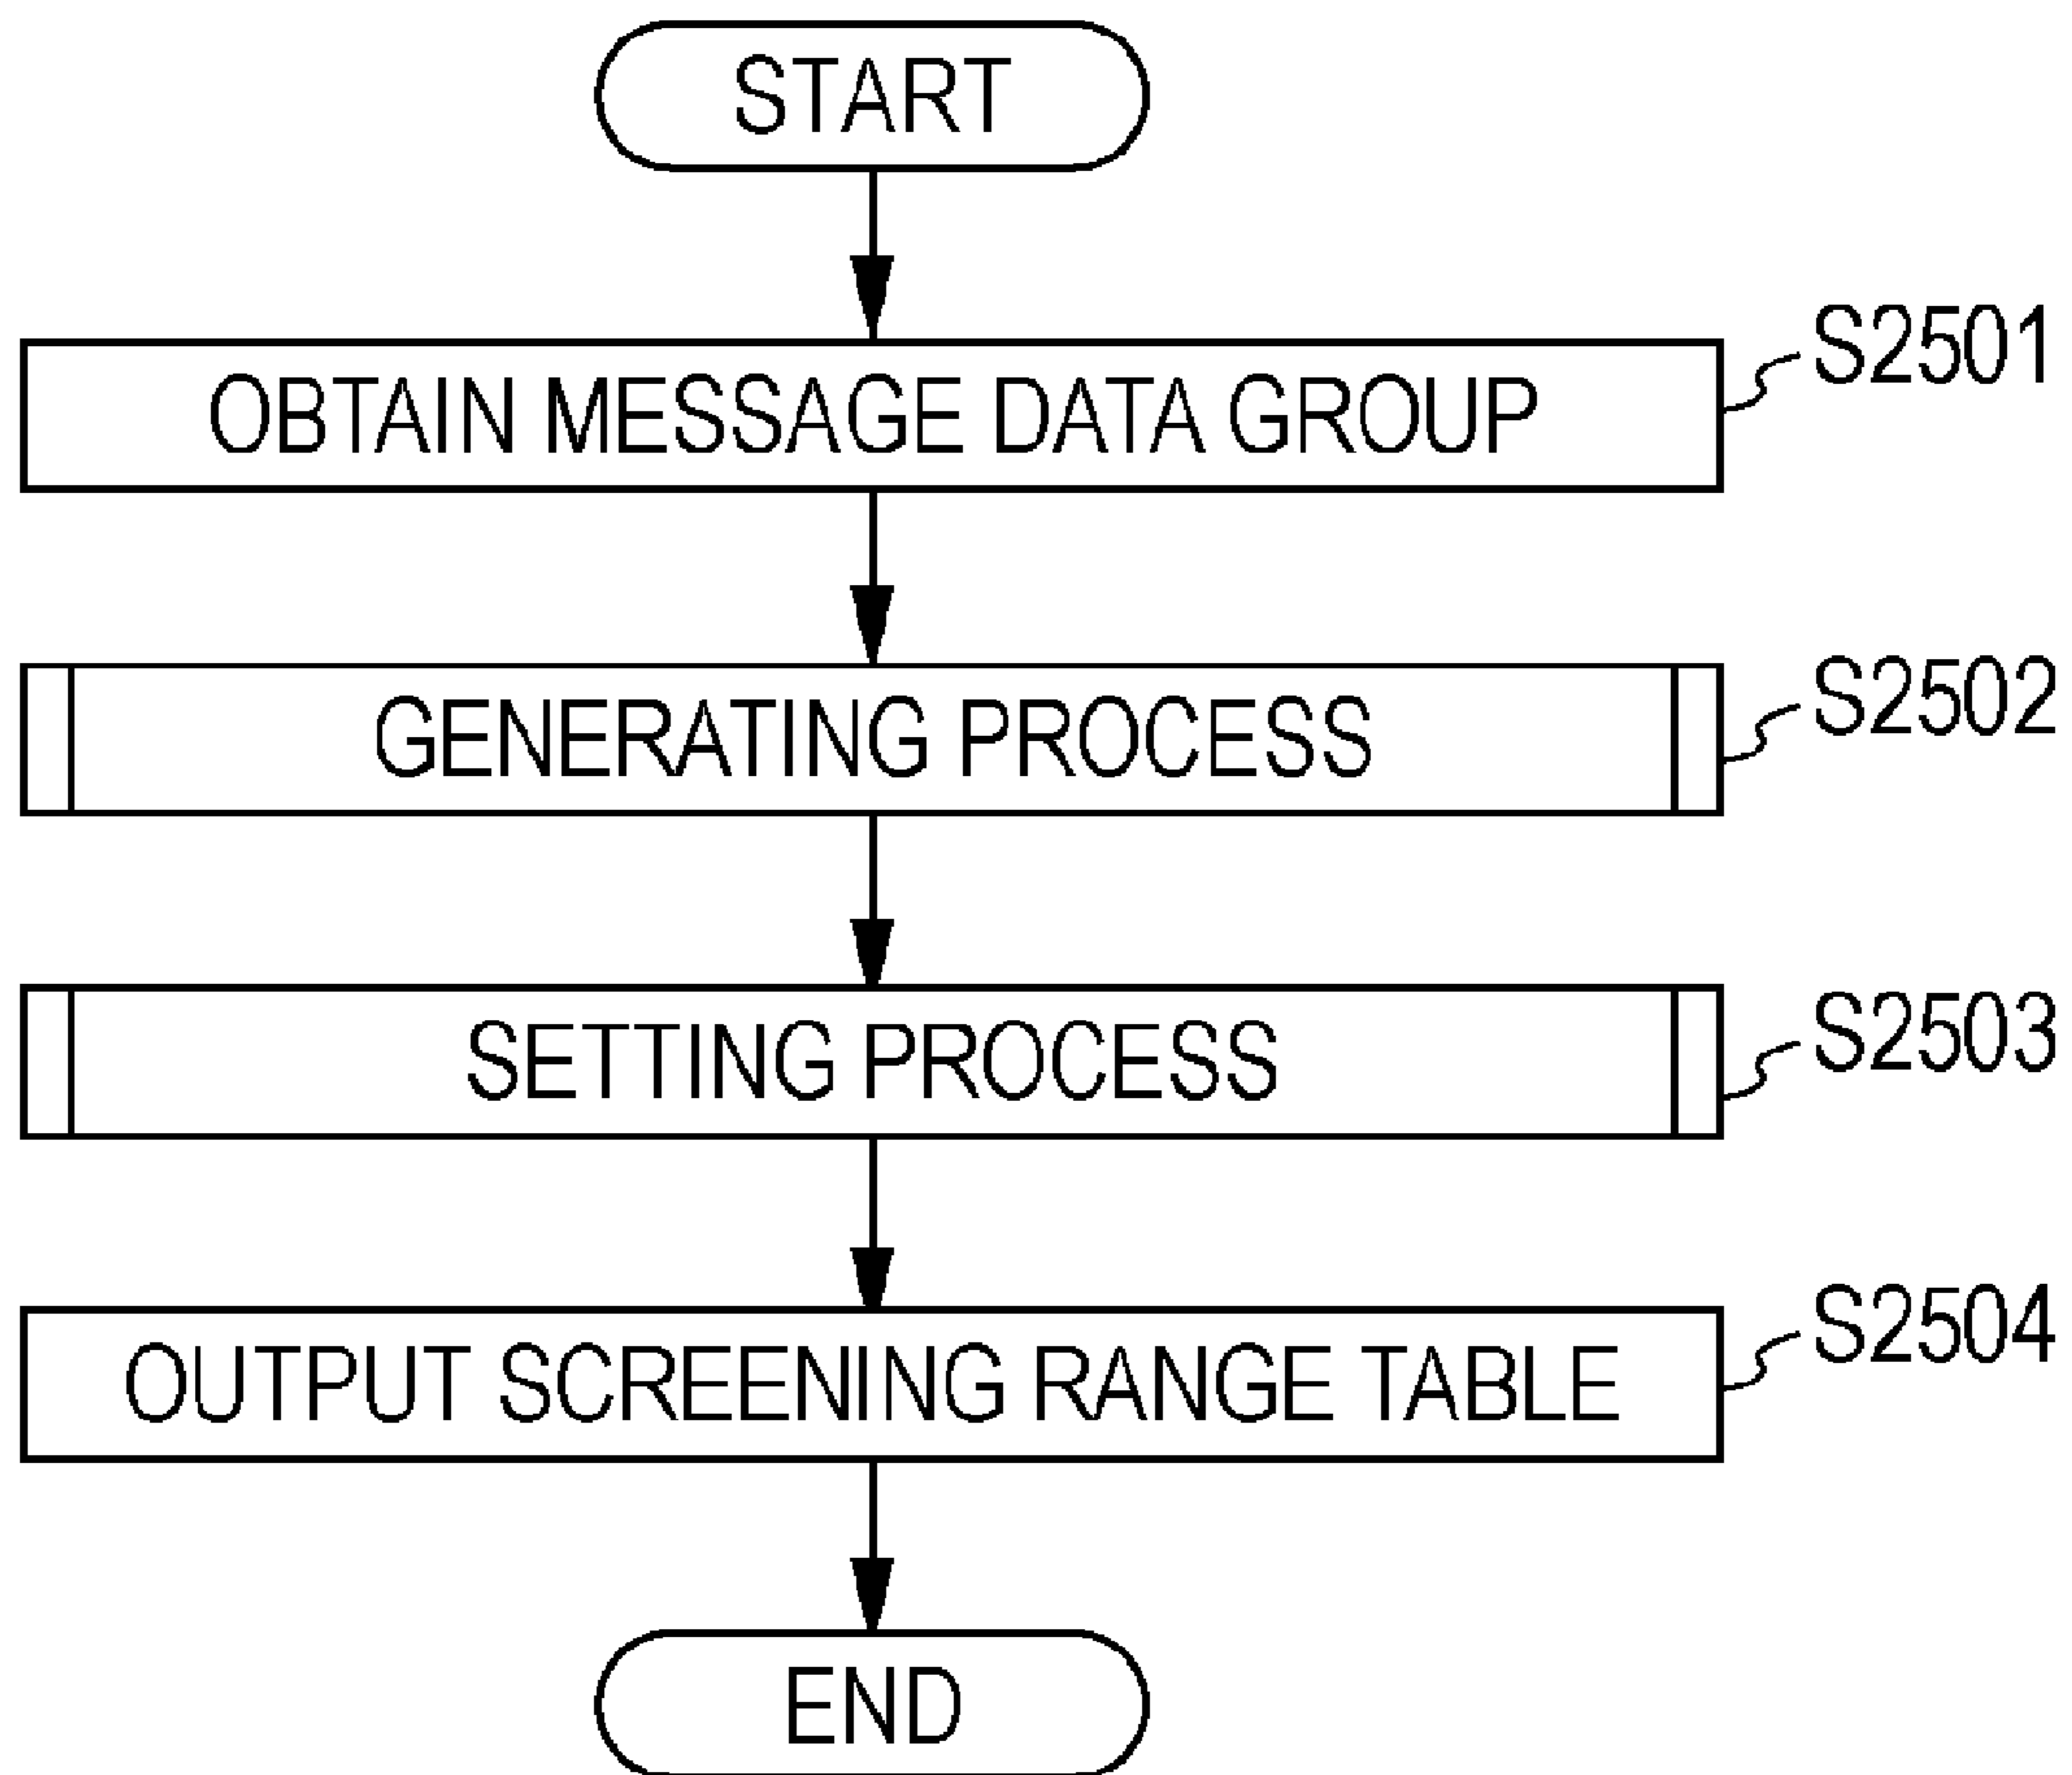 START
OBTAIN MESSAGE DATA GROUP
S2501
GENERATING PROCESS
S2502
SETTING PROCESS
S2503
OUTPUT SCREENING RANGE TABLE
S2504
END